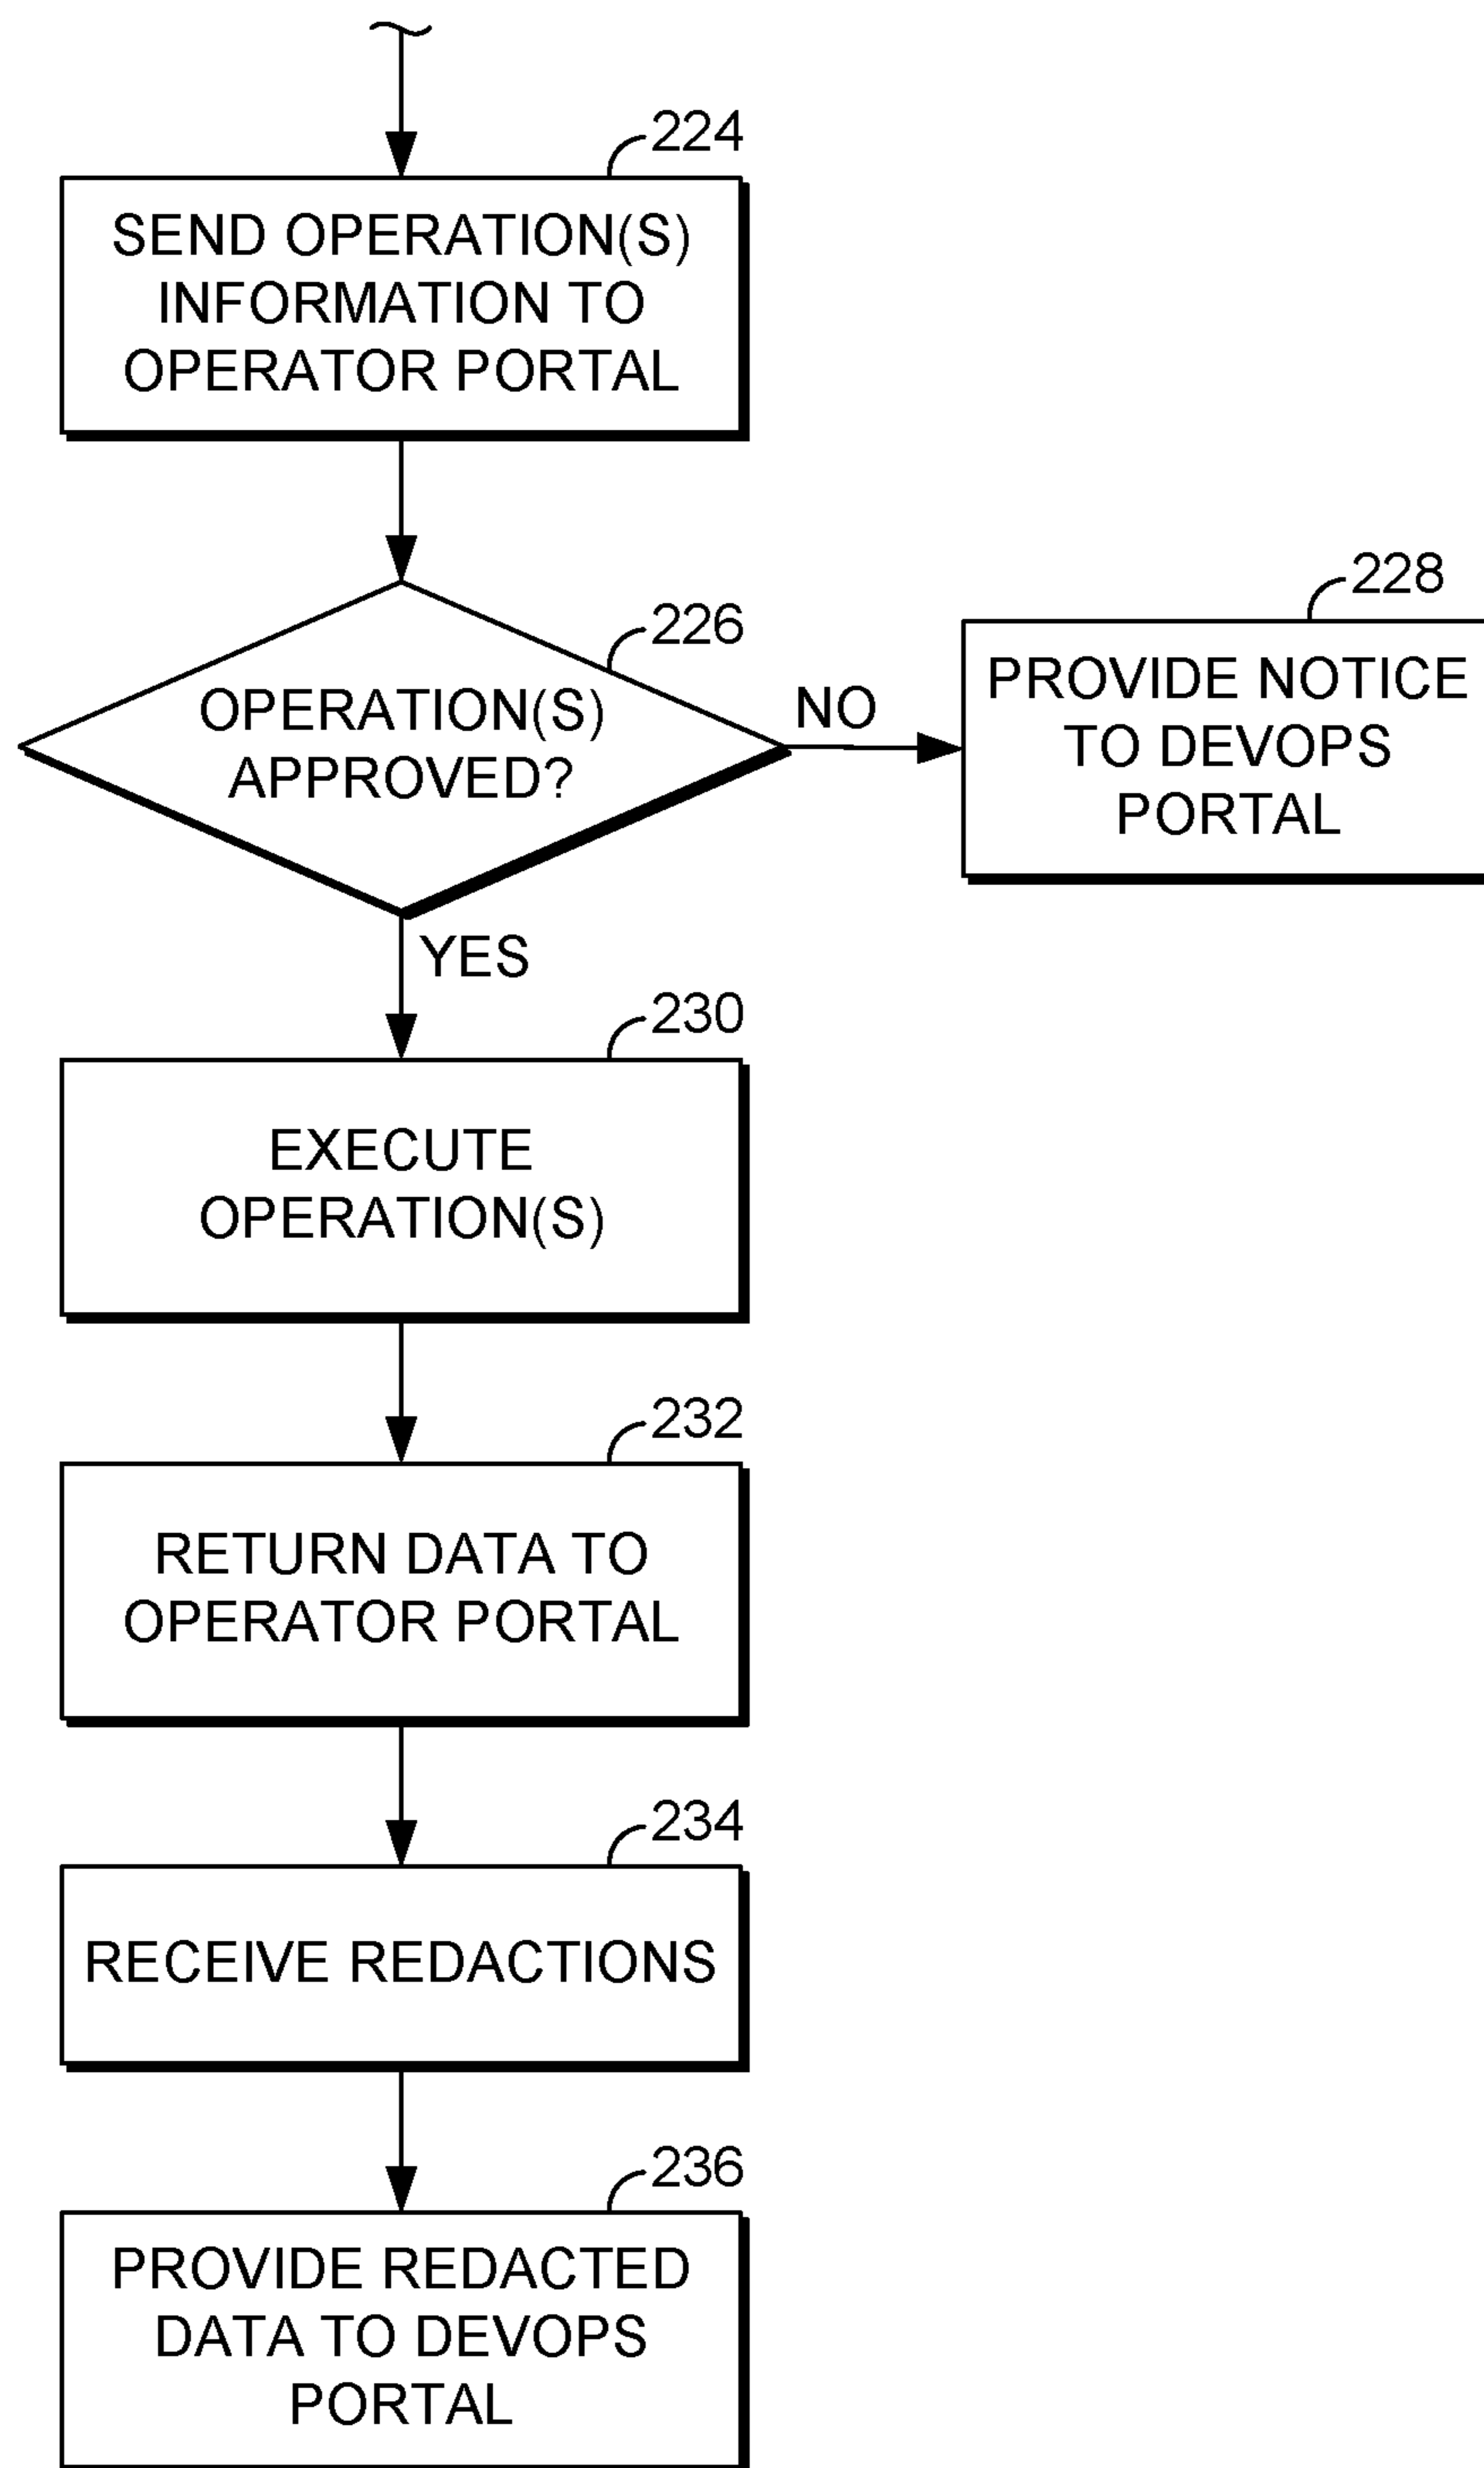 224
SEND OPERATION(S)
INFORMATION TO
OPERATOR PORTAL
226
OPERATION(S)
APPROVED?
NO
228
PROVIDE NOTICE
TO DEVOPS
PORTAL
YES
230
EXECUTE
OPERATION(S)
232
RETURN DATA TO
OPERATOR PORTAL
234
RECEIVE REDACTIONS
236
PROVIDE REDACTED
DATA TO DEVOPS
PORTAL